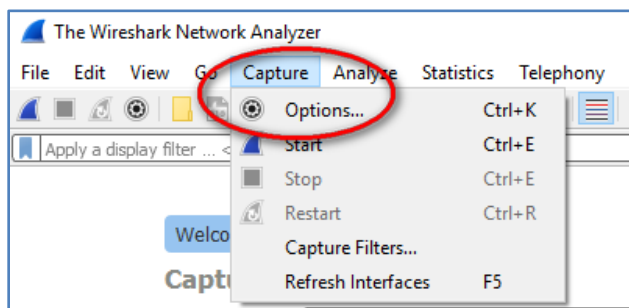 The Wireshark Network Analyzer
File Edit View Go Capture Analyze Statistics Telephony
Options... Ctrl+K
Apply a display filter ... <
Start Ctrl+E
Stop Ctrl+E
Restart Ctrl+R
Welco
Capture Filters...
Capt
Refresh Interfaces F5